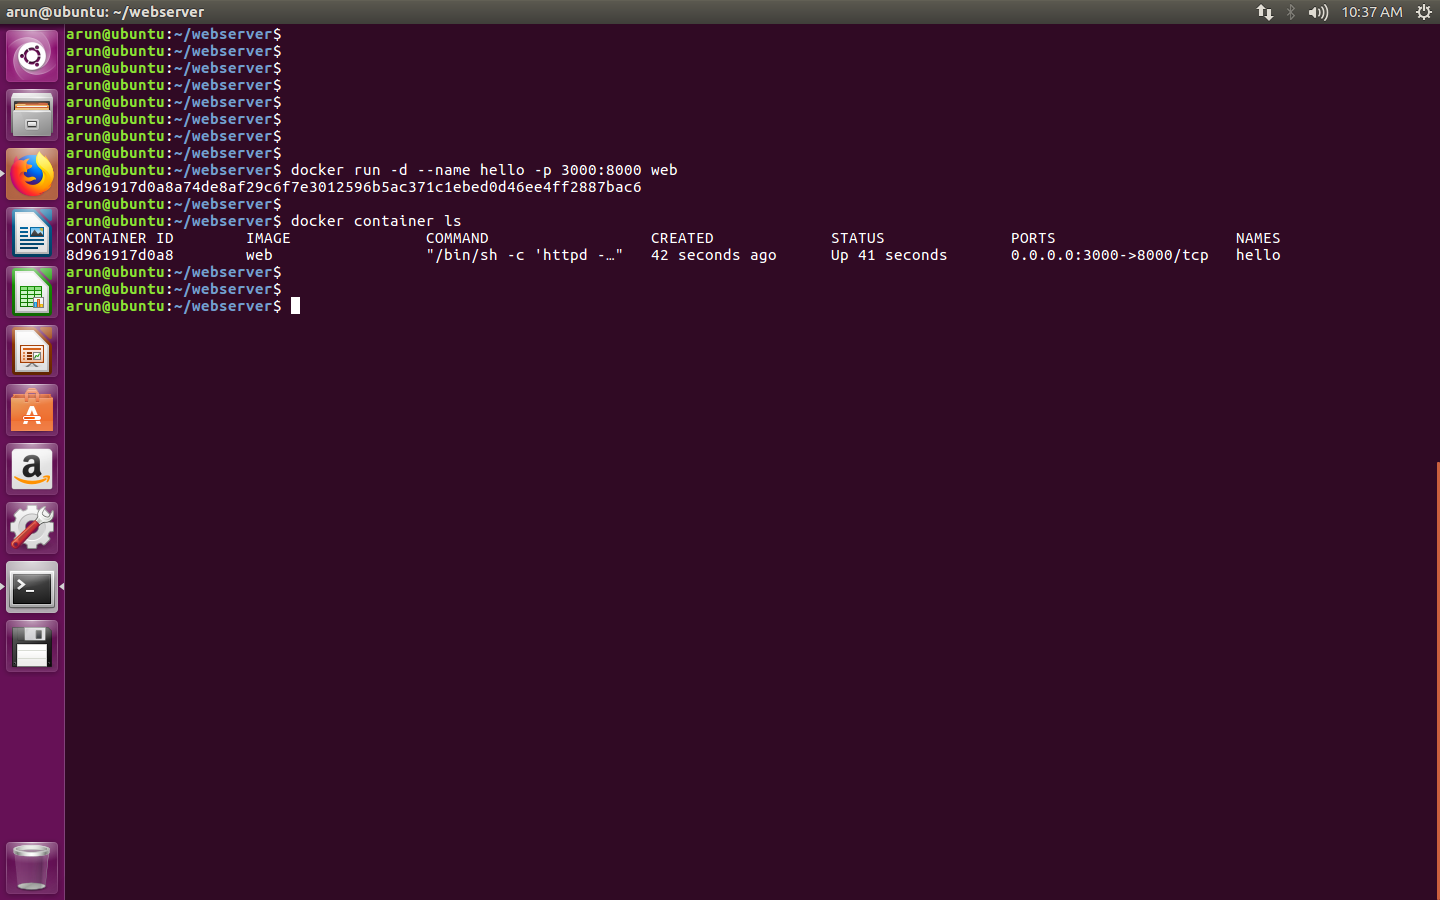 arun@ubuntu: ~/webserver
10:37 AM
arun@ubuntu:~/webserver$
arun@ubuntu:~/webserver$
arun@ubuntu:~/webserver$
arun@ubuntu:~/webserver$
arun@ubuntu:~/webserver$
arun@ubuntu:~/webserver$
arun@ubuntu:~/webserver$
arun@ubuntu:~/webserver$
arun@ubuntu:~/webserver$ docker run -d --name hello -p 3000:8000 web
8d961917d0a8a74de8af29c6f7e3012596b5ac371c1ebed0d46ee4ff2887bac6
arun@ubuntu:~/webserver$
arun@ubuntu:~/webserver$ docker container ls
CONTAINER ID IMAGE COMMAND CREATED STATUS PORTS NAMES
8d961917d0a8 web "/bin/sh -c 'httpd -…" 42 seconds ago Up 41 seconds 0.0.0.0:3000->8000/tcp hello
arun@ubuntu:~/webserver$
arun@ubuntu:~/webserver$
arun@ubuntu:~/webserver$